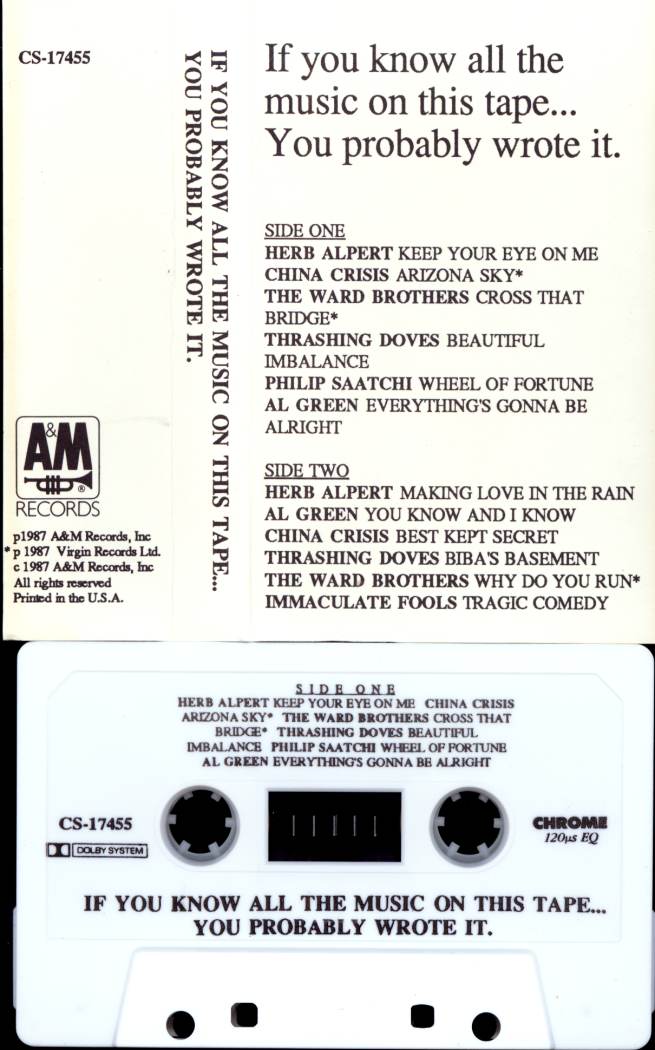 CS-17455
IF YOU KNOW ALL THE MUSIC ON THIS TAPE...
YOU PROBABLY WROTE IT.
If you know all the
music on this tape...
You probably wrote it.
SIDE ONE
HERB ALPERT KEEP YOUR EYE ON ME
CHINA CRISIS ARIZONA SKY*
THE WARD BROTHERS CROSS THAT
BRIDGE*
THRASHING DOVES BEAUTIFUL
IMBALANCE
PHILIP SAATCHI WHEEL OF FORTUNE
AL GREEN EVERYTHING'S GONNA BE
ALRIGHT
SIDE TWO
HERB ALPERT MAKING LOVE IN THE RAIN
AL GREEN YOU KNOW AND I KNOW
CHINA CRISIS BEST KEPT SECRET
THRASHING DOVES BIBA'S BASEMENT
THE WARD BROTHERS WHY DO YOU RUN*
IMMACULATE FOOLS TRAGIC COMEDY
A&M
®
RECORDS
p1987 A&M Records, Inc
* p 1987 Virgin Records Ltd.
c 1987 A&M Records, Inc
All rights reserved
Printed in the U.S.A.
SIDE ONE
HERB ALPERT KEEP YOUR EYE ON ME CHINA CRISIS
ARIZONA SKY* THE WARD BROTHERS CROSS THAT
BRIDGE* THRASHING DOVES BEAUTIFUL
IMBALANCE PHILIP SAATCHI WHEEL OF FORTUNE
AL GREEN EVERYTHING'S GONNA BE ALRIGHT
CS-17455
DOLBY SYSTEM
CHROME
120µs EQ
IF YOU KNOW ALL THE MUSIC ON THIS TAPE...
YOU PROBABLY WROTE IT.